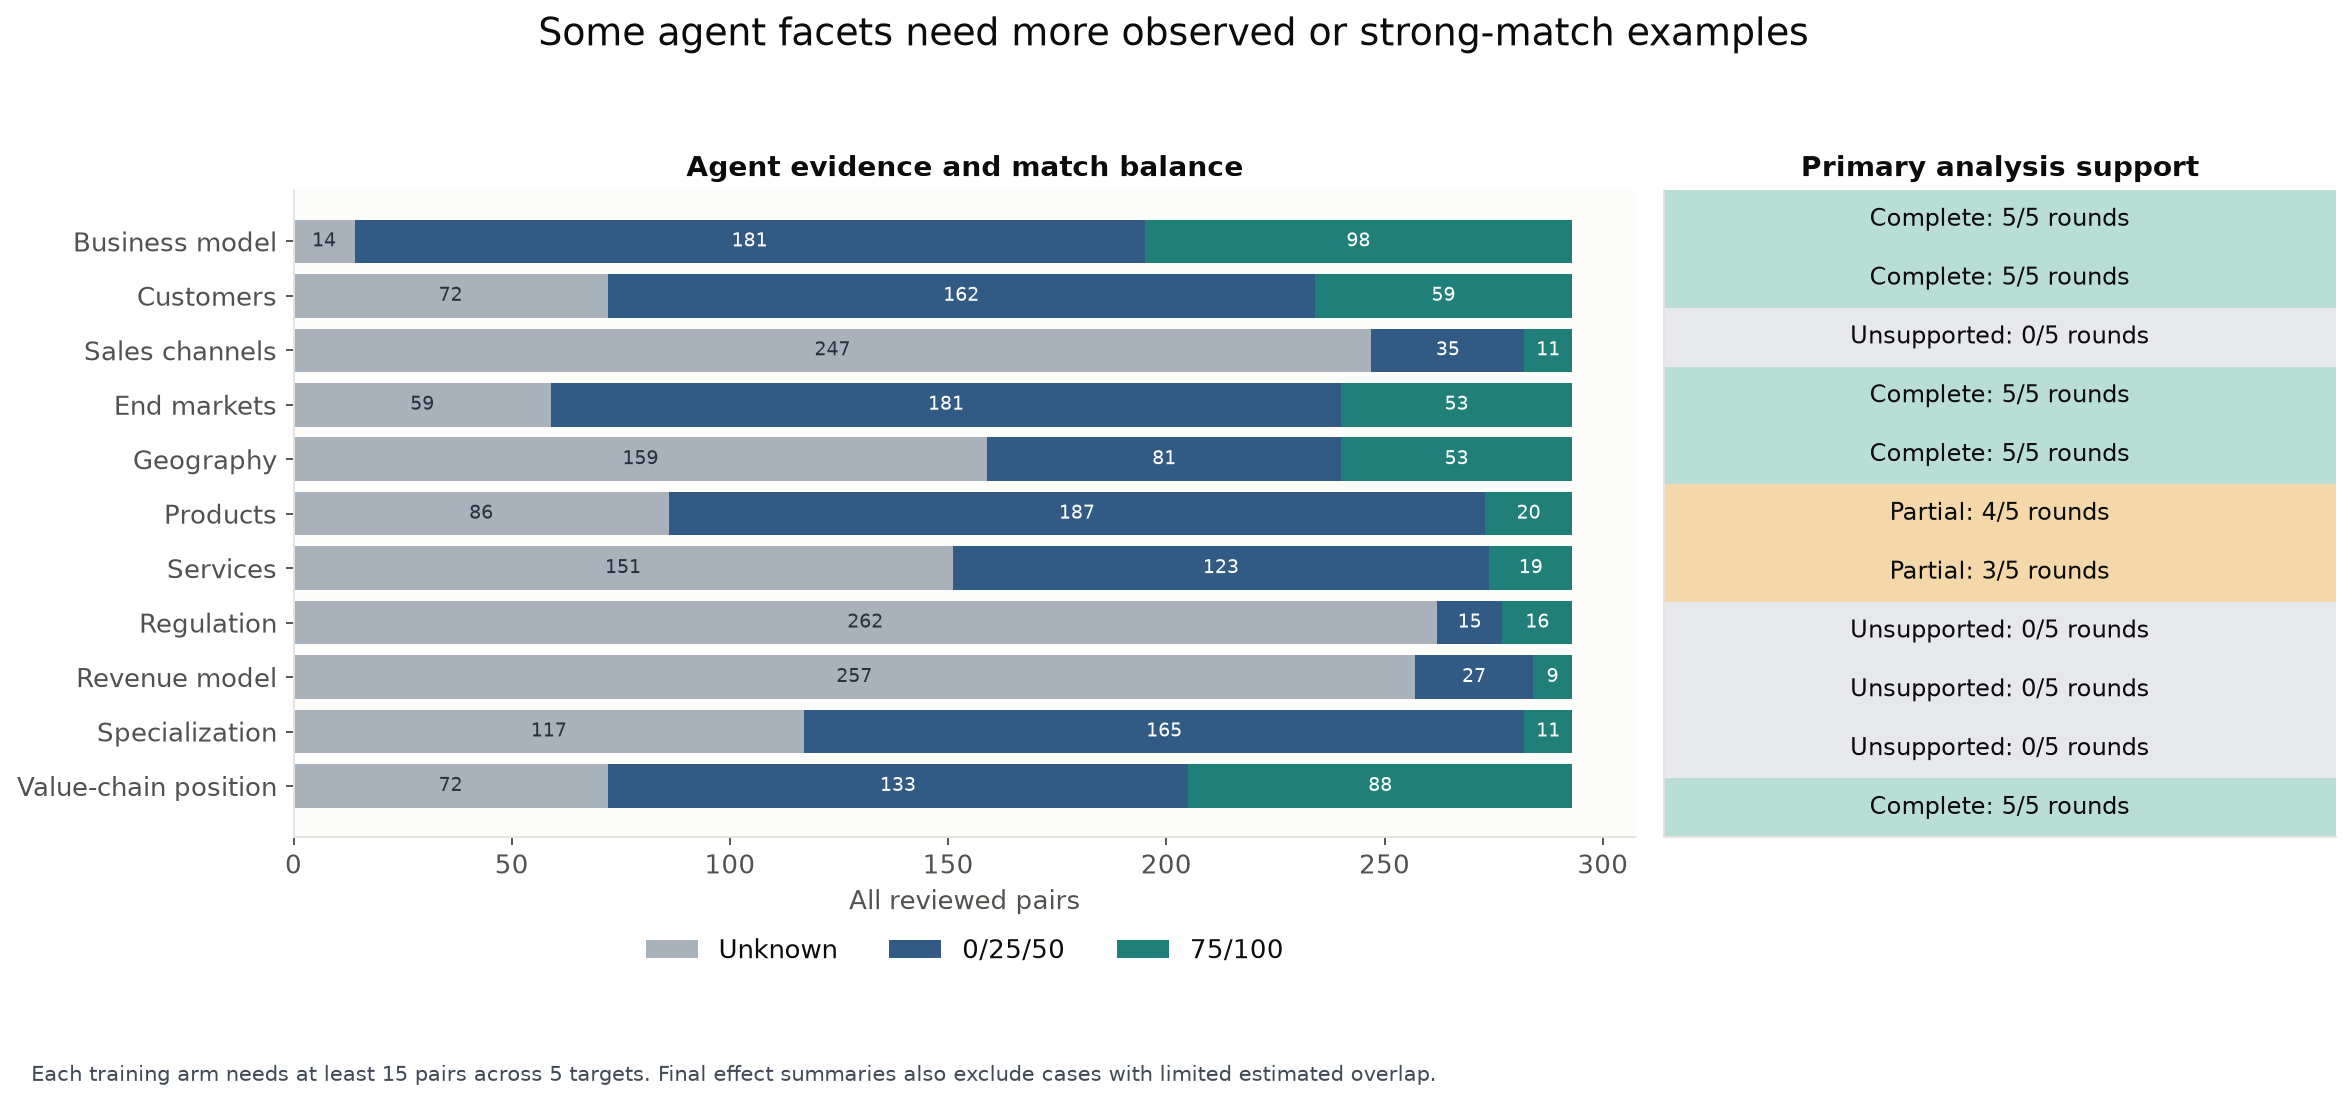 Some agent facets need more observed or strong-match examples
Agent evidence and match balance
Primary analysis support
Business model 14 181 98 Complete: 5/5 rounds
Customers 72 162 59 Complete: 5/5 rounds
Sales channels 247 35 11 Unsupported: 0/5 rounds
End markets 59 181 53 Complete: 5/5 rounds
Geography 159 81 53 Complete: 5/5 rounds
Products 86 187 20 Partial: 4/5 rounds
Services 151 123 19 Partial: 3/5 rounds
Regulation 262 15 16 Unsupported: 0/5 rounds
Revenue model 257 27 9 Unsupported: 0/5 rounds
Specialization 117 165 11 Unsupported: 0/5 rounds
Value-chain position 72 133 88 Complete: 5/5 rounds
0 50 100 150 200 250 300
All reviewed pairs
Unknown 0/25/50 75/100
Each training arm needs at least 15 pairs across 5 targets. Final effect summaries also exclude cases with limited estimated overlap.